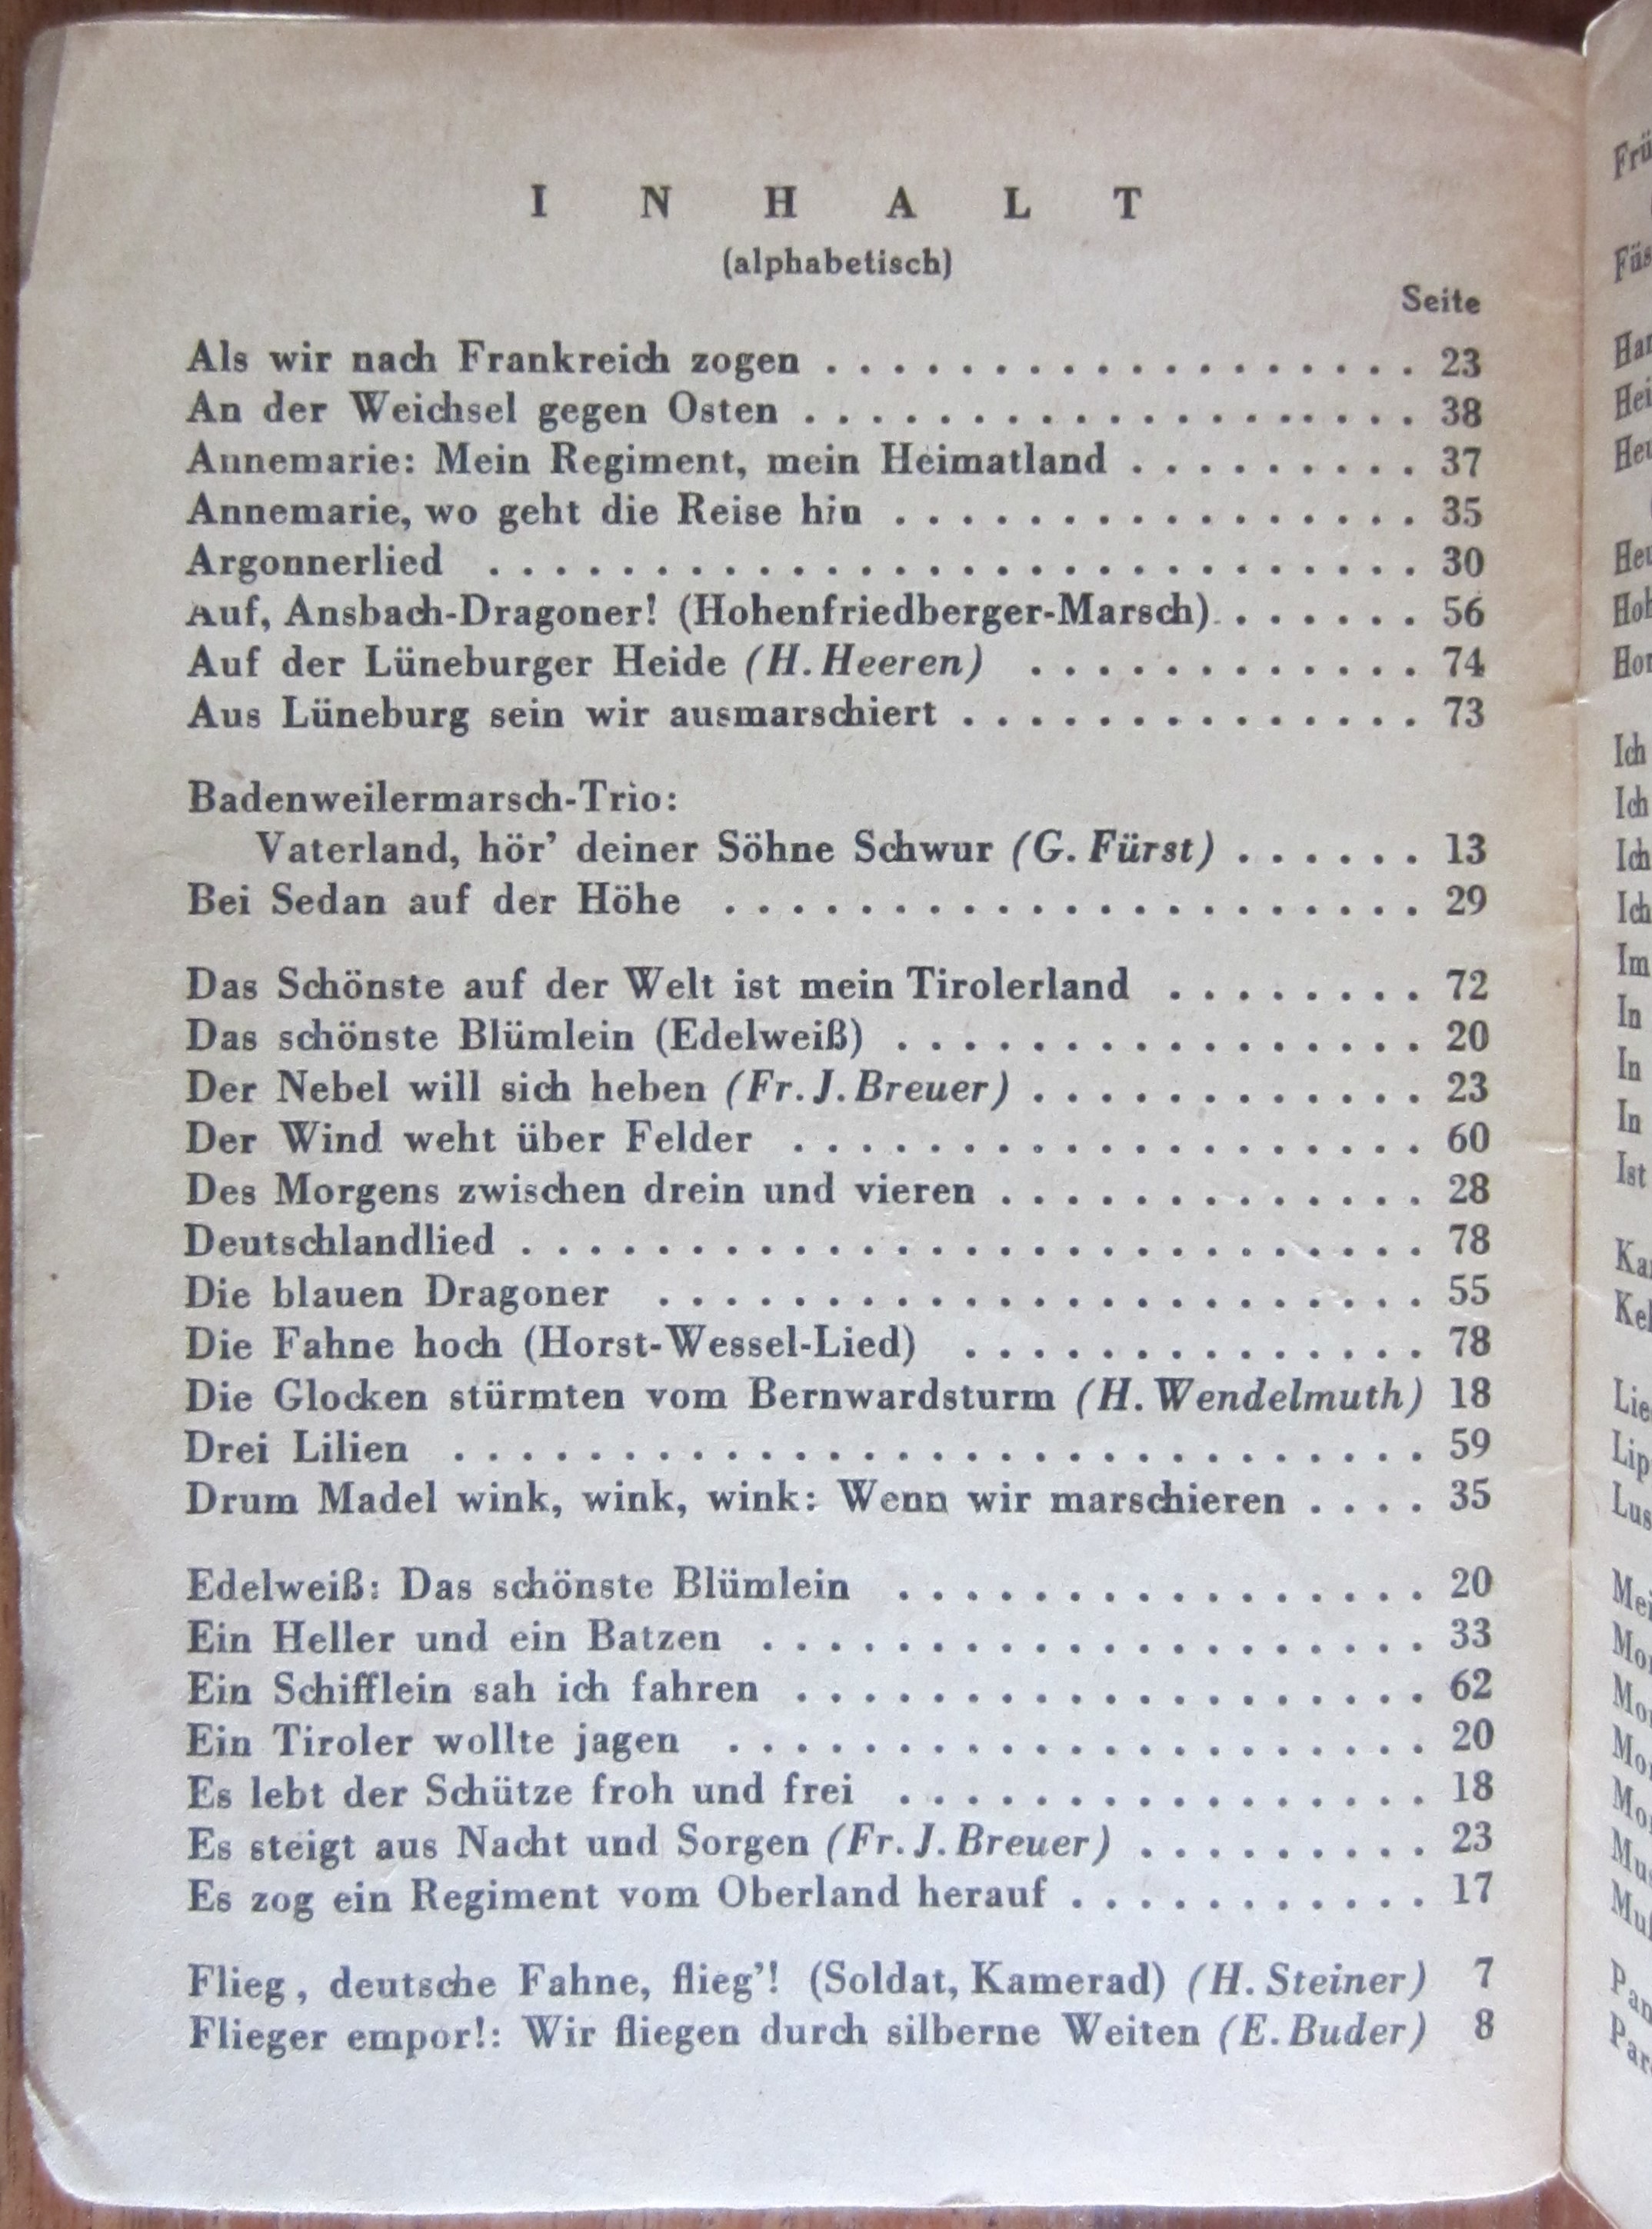 I N H A L T
(alphabetisch)
Seite
Als wir nach Frankreich zogen . . . . . . . . . . . . . . . . . . 23
An der Weichsel gegen Osten . . . . . . . . . . . . . . . . . . . 38
Annemarie: Mein Regiment, mein Heimatland . . . . . . . . . 37
Annemarie, wo geht die Reise hin . . . . . . . . . . . . . . . . 35
Argonnerlied . . . . . . . . . . . . . . . . . . . . . . . . . . . . 30
Auf, Ansbach-Dragoner! (Hohenfriedberger-Marsch) . . . . . . . 56
Auf der Lüneburger Heide (H. Heeren) . . . . . . . . . . . . 74
Aus Lüneburg sein wir ausmarschiert . . . . . . . . . . . . . . 73
Badenweilermarsch-Trio:
Vaterland, hör’ deiner Söhne Schwur (G. Fürst) . . . . . . 13
Bei Sedan auf der Höhe . . . . . . . . . . . . . . . . . . . . . 29
Das Schönste auf der Welt ist mein Tirolerland . . . . . . . . 72
Das schönste Blümlein (Edelweiß) . . . . . . . . . . . . . . . . 20
Der Nebel will sich heben (Fr. J. Breuer) . . . . . . . . . . . . 23
Der Wind weht über Felder . . . . . . . . . . . . . . . . . . . 60
Des Morgens zwischen drein und vieren . . . . . . . . . . . . . 28
Deutschlandlied . . . . . . . . . . . . . . . . . . . . . . . . . . . 78
Die blauen Dragoner . . . . . . . . . . . . . . . . . . . . . . . 55
Die Fahne hoch (Horst-Wessel-Lied) . . . . . . . . . . . . . . 78
Die Glocken stürmten vom Bernwardsturm (H. Wendelmuth) 18
Drei Lilien . . . . . . . . . . . . . . . . . . . . . . . . . . . . . 59
Drum Madel wink, wink, wink: Wenn wir marschieren . . . . 35
Edelweiß: Das schönste Blümlein . . . . . . . . . . . . . . . . 20
Ein Heller und ein Batzen . . . . . . . . . . . . . . . . . . . . 33
Ein Schifflein sah ich fahren . . . . . . . . . . . . . . . . . . . 62
Ein Tiroler wollte jagen . . . . . . . . . . . . . . . . . . . . . 20
Es lebt der Schütze froh und frei . . . . . . . . . . . . . . . . 18
Es steigt aus Nacht und Sorgen (Fr. J. Breuer) . . . . . . . . . 23
Es zog ein Regiment vom Oberland herauf . . . . . . . . . . . 17
Flieg, deutsche Fahne, flieg’! (Soldat, Kamerad) (H. Steiner) 7
Flieger empor!: Wir fliegen durch silberne Weiten (E. Buder) 8
Ich
Ich
Ich
Ich
Im
In
In
In
Ist